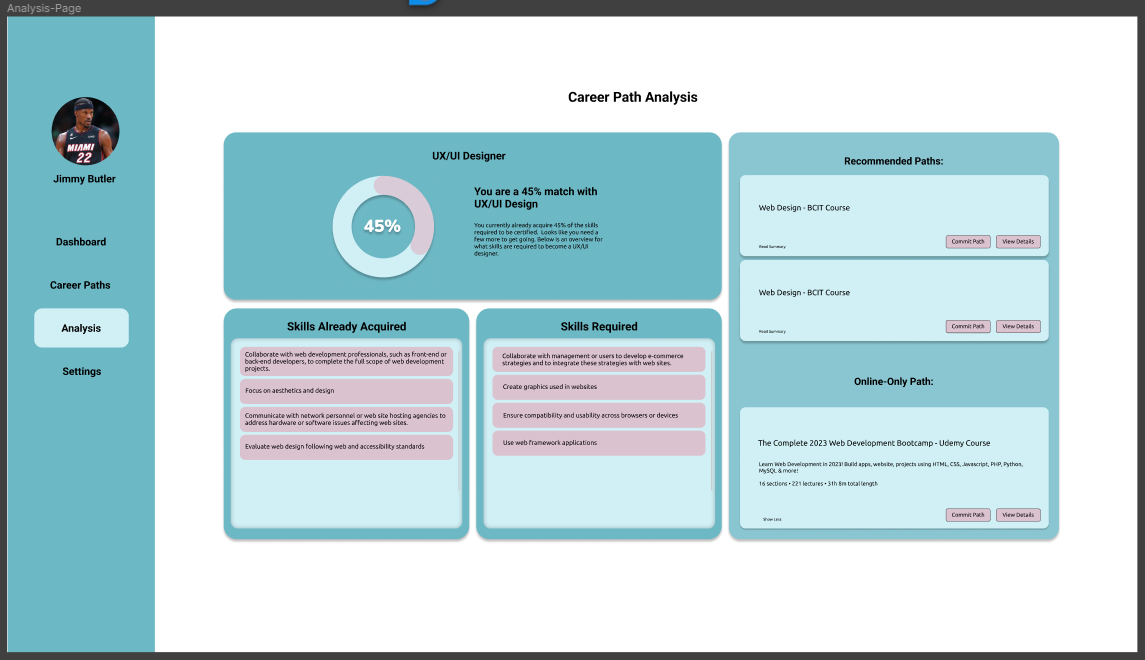 Analysis-Page
MIAMI
22
Jimmy Butler
Dashboard
Career Paths
Analysis
Settings
Career Path Analysis
UX/UI Designer
45%
You are a 45% match with
UX/UI Design
You currently already acquire 45% of the skills
required to be certified. Looks like you need a
few more to get going. Below is an overview for
what skills are required to become a UX/UI
designer.
Skills Already Acquired
Collaborate with web development professionals, such as front-end or
back-end developers, to complete the full scope of web development
projects.
Focus on aesthetics and design
Communicate with network personnel or web site hosting agencies to
address hardware or software issues affecting web sites.
Evaluate web design following web and accessibility standards
Skills Required
Collaborate with management or users to develop e-commerce
strategies and to integrate these strategies with web sites.
Create graphics used in websites
Ensure compatibility and usability across browsers or devices
Use web framework applications
Recommended Paths:
Web Design - BCIT Course
Read Summary
Commit Path
View Details
Web Design - BCIT Course
Read Summary
Commit Path
View Details
Online-Only Path:
The Complete 2023 Web Development Bootcamp - Udemy Course
Learn Web Development in 2023! Build apps, website, projects using HTML, CSS, Javascript, PHP, Python,
MySQL & more!
16 sections • 221 lectures • 31h 8m total length
Show Less
Commit Path
View Details